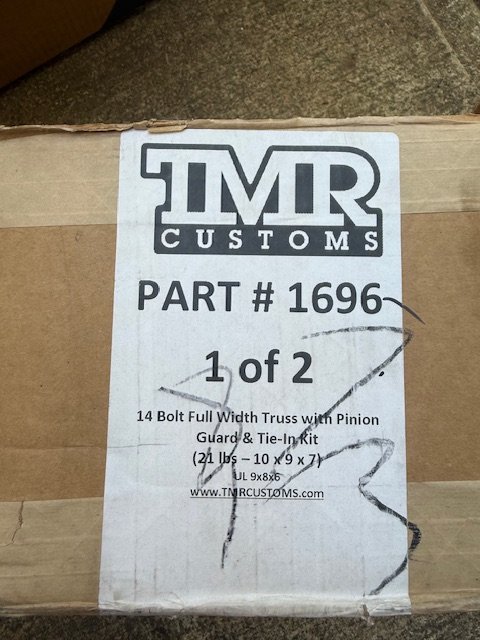 TMR
CUSTOMS
PART # 1696
1 of 2
14 Bolt Full Width Truss with Pinion
Guard & Tie-In Kit
(21 lbs – 10 x 9 x 7)
UL 9x8x6
www.TMRCUSTOMS.com